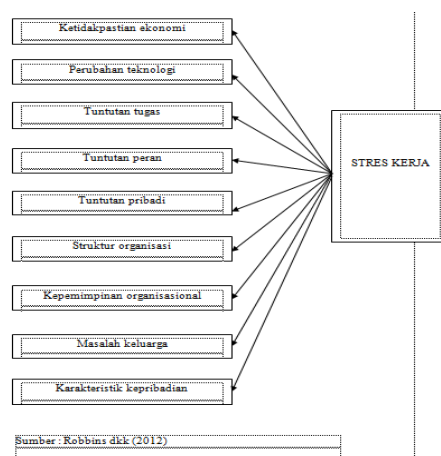 Ketidakpastian ekonomi
Perubahan teknologi
Tuntutan tugas
Tuntutan peran
Tuntutan pribadi
Struktur organisasi
Kepemimpinan organisasional
Masalah keluarga
Karakteristik kepribadian
STRES KERJA
Sumber : Robbins dkk (2012)